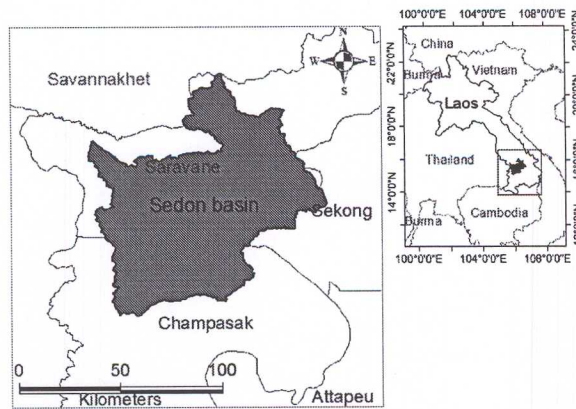 N
W E
S
Savannakhet
Saravane
Sedon basin
Sekong
Champasak
Attapeu
0 50 100
Kilometers
100°0'0"E 104°0'0"E 108°0'0"E
China
Burma
Vietnam
Laos
Thailand
Cambodia
Burma
22°0'0"N
18°0'0"N
14°0'0"N
100°0'0"E 104°0'0"E 108°0'0"E